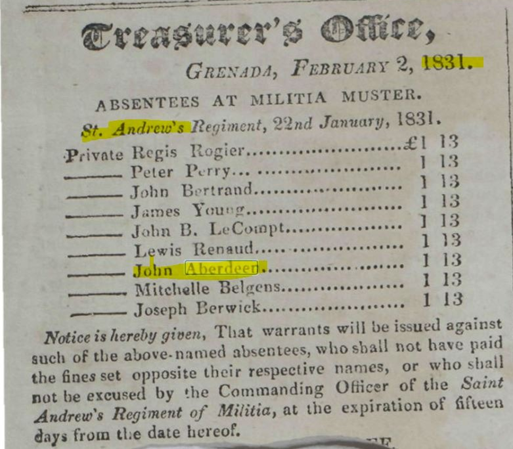 Treasurer's Office,
GRENADA, FEBRUARY 2, 1831.
ABSENTEES AT MILITIA MUSTER.
St. Andrew's Regiment, 22nd January, 1831.
Private Regis Rogier....................£1 13
—— Peter Perry... .................... 1 13
—— John Bertrand.................... 1 13
—— James Young.................... 1 13
—— John B. LeCompt.................... 1 13
—— Lewis Renaud.................... 1 13
—— John Aberdeen.................... 1 13
—— Mitchelle Belgens.................... 1 13
—— Joseph Berwick.................... 1 13
Notice is hereby given, That warrants will be issued against
such of the above-named absentees, who shall not have paid
the fines set opposite their respective names, or who shall
not be excused by the Commanding Officer of the Saint
Andrew's Regiment of Militia, at the expiration of fifteen
days from the date hereof.